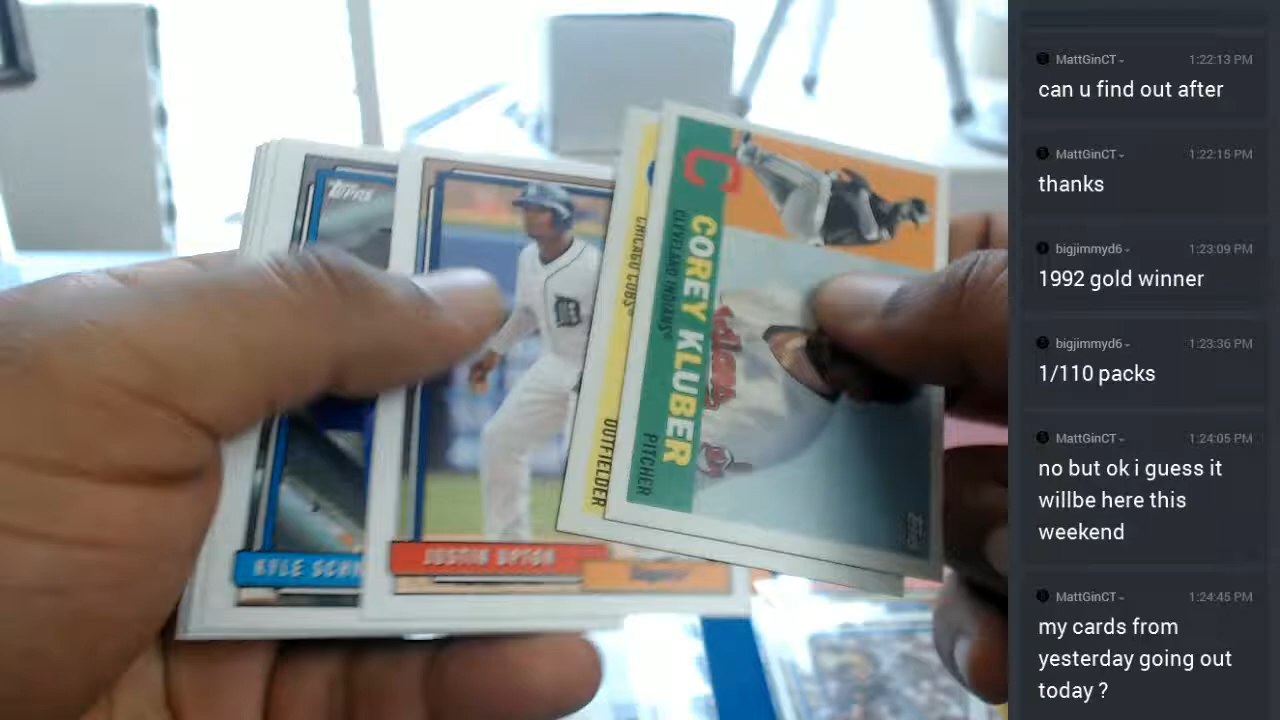 TOPPS
KYLE SCHW
JUSTIN UPTON
Tigers
CHICAGO CUBS®
OUTFIELDER
C
CLEVELAND INDIANS®
COREY KLUBER
PITCHER
Indians
MattGinCT
1:22:13 PM
can u find out after
MattGinCT
1:22:15 PM
thanks
bigjimmyd6
1:23:09 PM
1992 gold winner
bigjimmyd6
1:23:36 PM
1/110 packs
MattGinCT
1:24:05 PM
no but ok i guess it
willbe here this
weekend
MattGinCT
1:24:45 PM
my cards from
yesterday going out
today ?